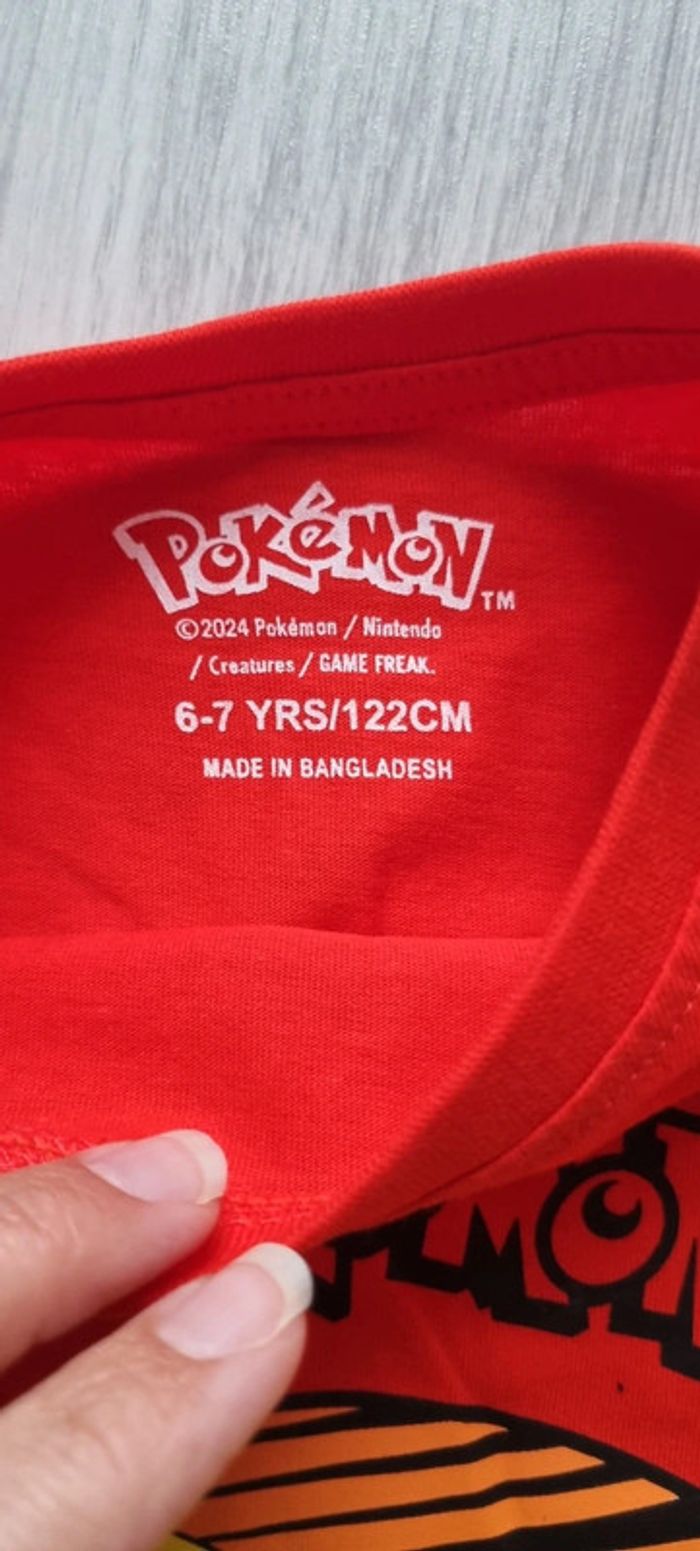 POKéMON TM
©2024 Pokémon / Nintendo
/ Creatures / GAME FREAK.
6-7 YRS/122CM
MADE IN BANGLADESH